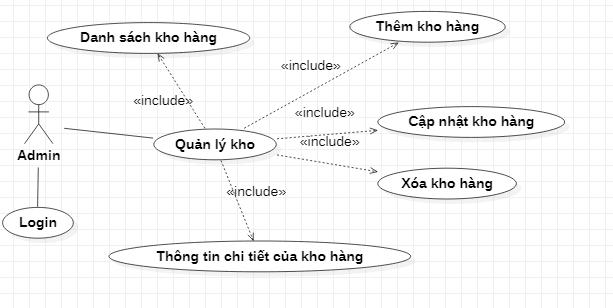 Danh sách kho hàng
Thêm kho hàng
«include»
«include»
«include»
Cập nhật kho hàng
Quản lý kho
«include»
Admin
Xóa kho hàng
«include»
Login
Thông tin chi tiết của kho hàng